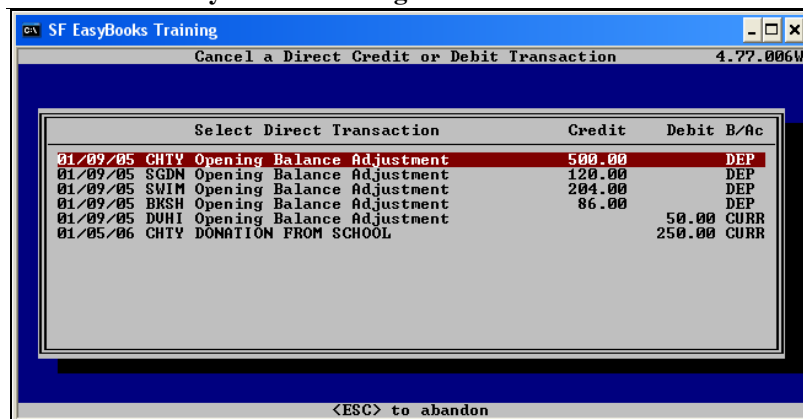 SF EasyBooks Training
Cancel a Direct Credit or Debit Transaction 4.77.006W
Select Direct Transaction Credit Debit B/Ac
01/09/05 CHTY Opening Balance Adjustment 500.00 DEP
01/09/05 SGDN Opening Balance Adjustment 120.00 DEP
01/09/05 SWIM Opening Balance Adjustment 204.00 DEP
01/09/05 BKSH Opening Balance Adjustment 86.00 DEP
01/09/05 DVHI Opening Balance Adjustment 50.00 CURR
01/05/06 CHTY DONATION FROM SCHOOL 250.00 CURR
<ESC> to abandon